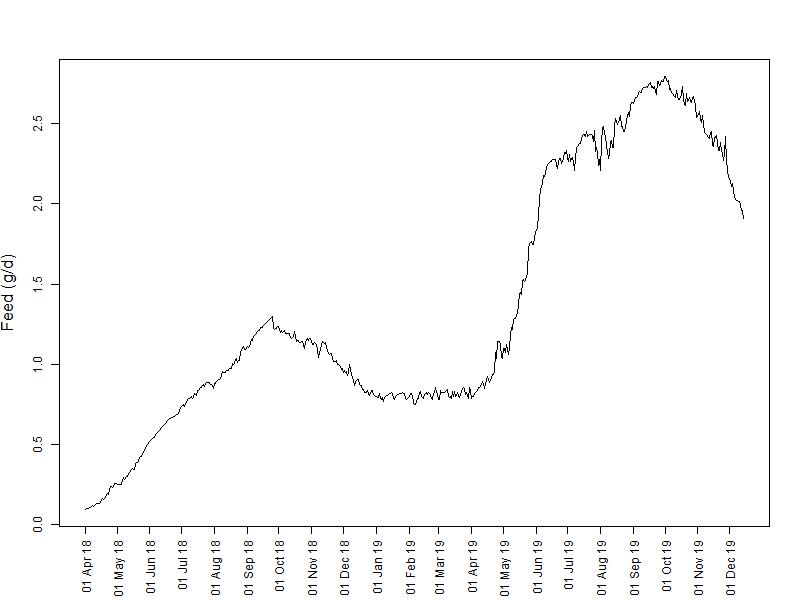 Feed (g/d)
2.5
2.0
1.5
1.0
0.5
0.0
01 Apr 18
01 May 18
01 Jun 18
01 Jul 18
01 Aug 18
01 Sep 18
01 Oct 18
01 Nov 18
01 Dec 18
01 Jan 19
01 Feb 19
01 Mar 19
01 Apr 19
01 May 19
01 Jun 19
01 Jul 19
01 Aug 19
01 Sep 19
01 Oct 19
01 Nov 19
01 Dec 19